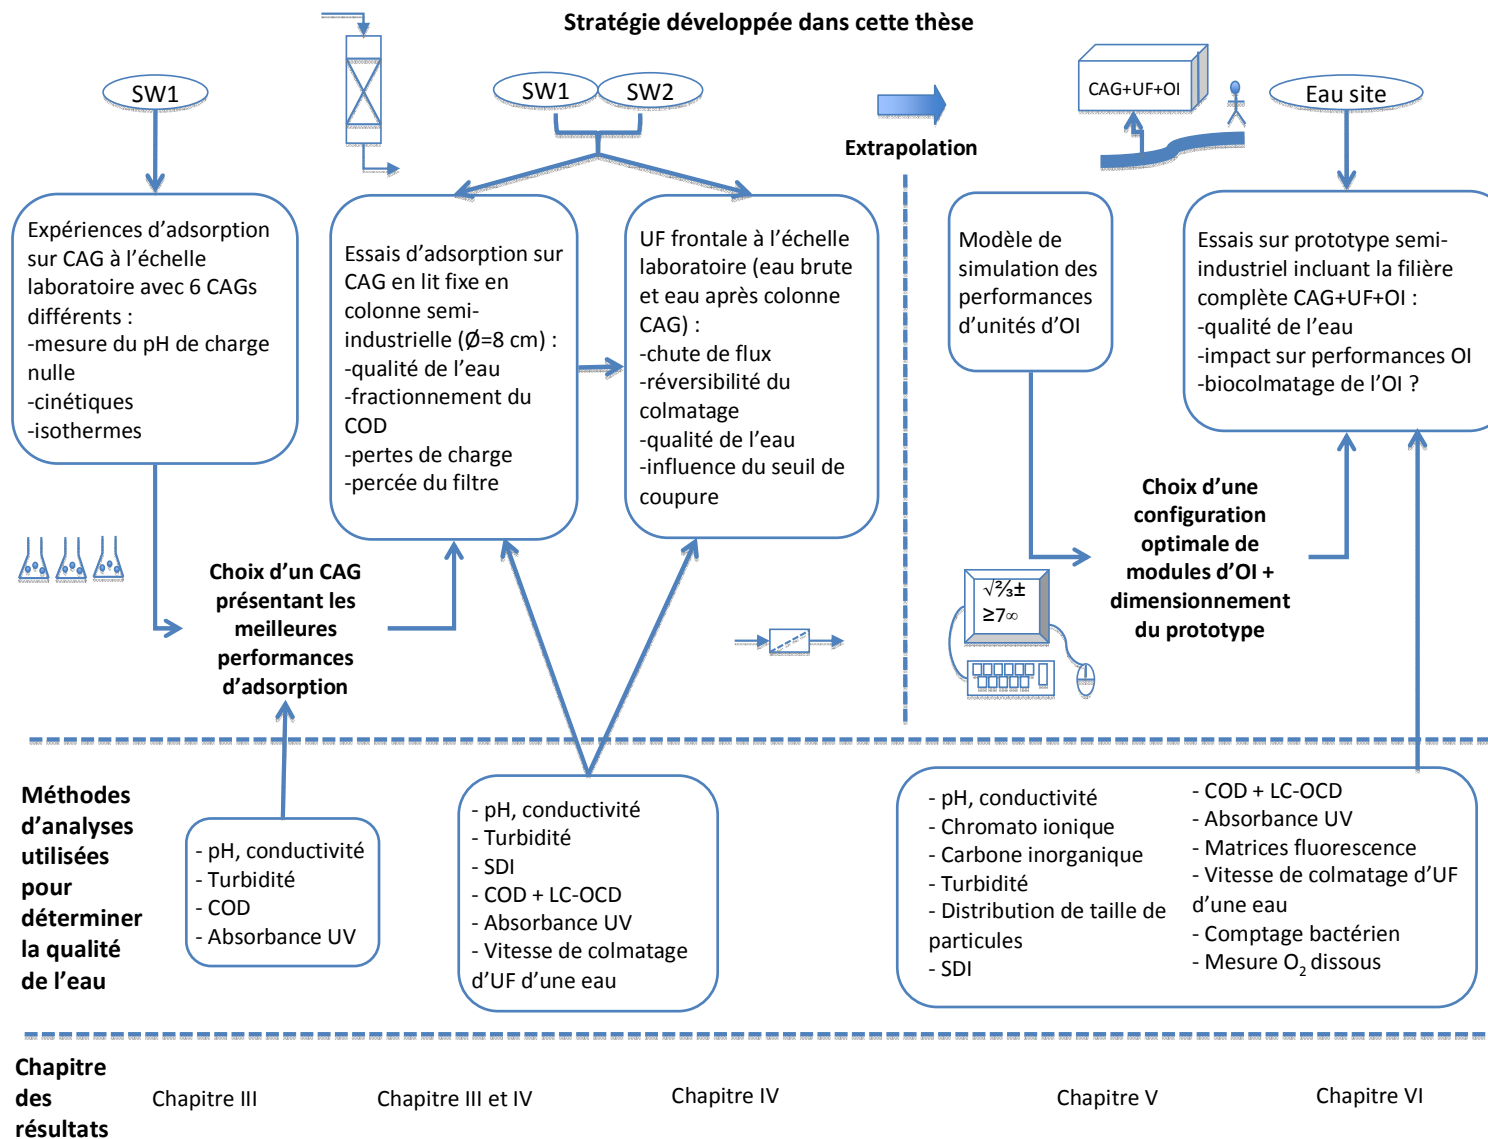 Stratégie développée dans cette thèse
SW1
SW1
SW2
Extrapolation
CAG+UF+OI
Eau site
Expériences d'adsorption
sur CAG à l'échelle
laboratoire avec 6 CAGs
différents :
-mesure du pH de charge
nulle
-cinétiques
-isothermes
Essais d'adsorption sur
CAG en lit fixe en
colonne semi-
industrielle (Ø=8 cm) :
-qualité de l'eau
-fractionnement du
COD
-pertes de charge
-percée du filtre
UF frontale à l'échelle
laboratoire (eau brute
et eau après colonne
CAG) :
-chute de flux
-réversibilité du
colmatage
-qualité de l'eau
-influence du seuil de
coupure
Modèle de
simulation des
performances
d'unités d'OI
Essais sur prototype semi-
industriel incluant la filière
complète CAG+UF+OI :
-qualité de l'eau
-impact sur performances OI
-biocolmatage de l'OI ?
Choix d'un CAG
présentant les
meilleures
performances
d'adsorption
√⅔±
≥7∞
Choix d'une
configuration
optimale de
modules d'OI +
dimensionnement
du prototype
Méthodes
d'analyses
utilisées
pour
déterminer
la qualité
de l'eau
- pH, conductivité
- Turbidité
- COD
- Absorbance UV
- pH, conductivité
- Turbidité
- SDI
- COD + LC-OCD
- Absorbance UV
- Vitesse de colmatage
d'UF d'une eau
- pH, conductivité
- Chromato ionique
- Carbone inorganique
- Turbidité
- Distribution de taille de
particules
- SDI
- COD + LC-OCD
- Absorbance UV
- Matrices fluorescence
- Vitesse de colmatage d'UF
d'une eau
- Comptage bactérien
- Mesure O₂ dissous
Chapitre
des
résultats
Chapitre III
Chapitre III et IV
Chapitre IV
Chapitre V
Chapitre VI